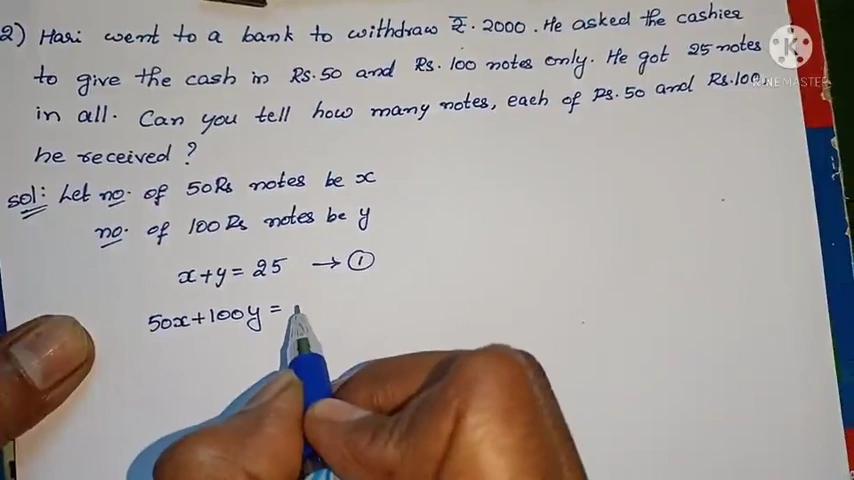 2) Hari went to a bank to withdraw ₹.2000. He asked the cashier
to give the cash in Rs.50 and Rs.100 notes only. He got 25 notes
in all. Can you tell how many notes, each of Rs.50 and Rs.100
he received?
Sol: Let no. of 50Rs notes be x
no. of 100Rs notes be y
x+y=25 → ①
50x+100y=
KINEMASTER